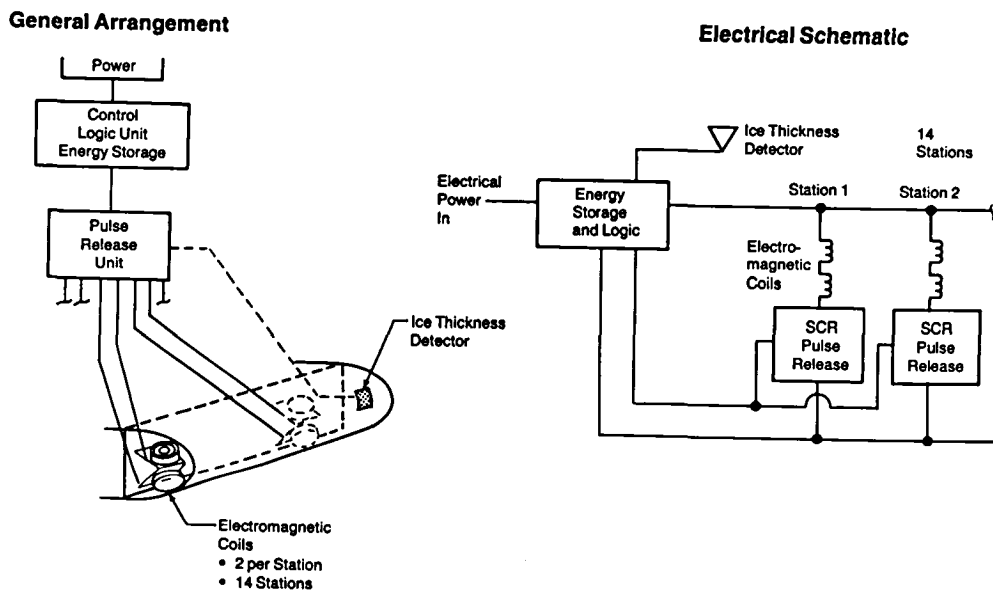 General Arrangement
Power
Control
Logic Unit
Energy Storage
Pulse
Release
Unit
Ice Thickness
Detector
Electromagnetic
Coils
• 2 per Station
• 14 Stations
Electrical Schematic
Ice Thickness
Detector
14
Stations
Electrical
Power
In
Energy
Storage
and Logic
Station 1
Station 2
Electro-
magnetic
Coils
SCR
Pulse
Release
SCR
Pulse
Release